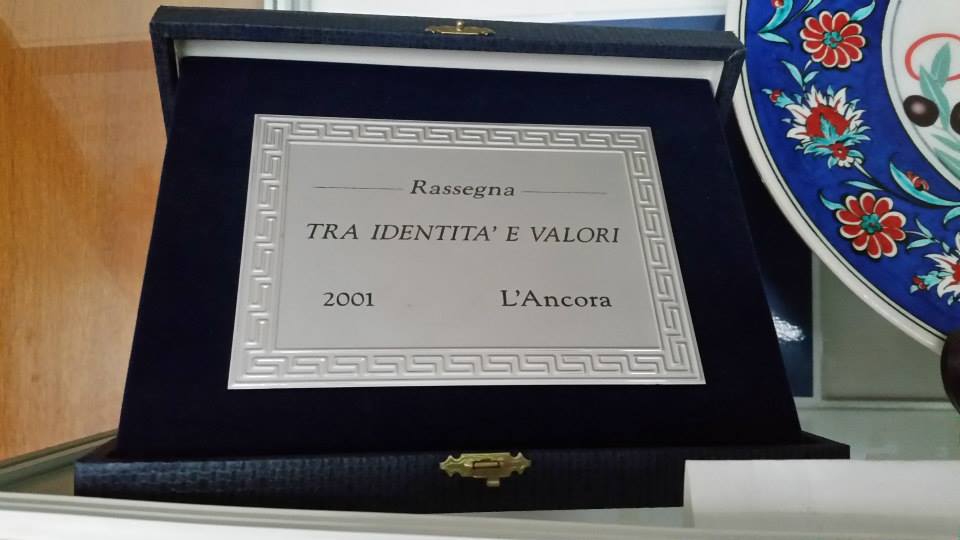 Rassegna
TRA IDENTITA' E VALORI
2001 L'Ancora